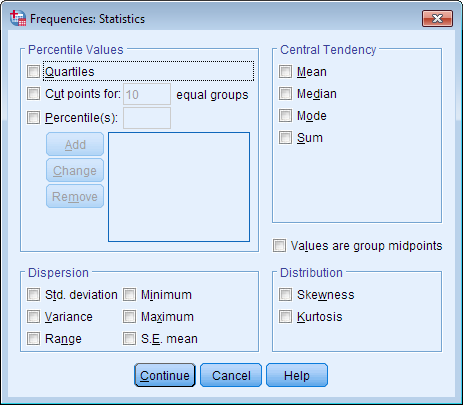 Frequencies: Statistics
Percentile Values
Quartiles
Cut points for: 10 equal groups
Percentile(s):
Add
Change
Remove
Central Tendency
Mean
Median
Mode
Sum
Values are group midpoints
Dispersion
Std. deviation Minimum
Variance Maximum
Range S.E. mean
Distribution
Skewness
Kurtosis
Continue Cancel Help